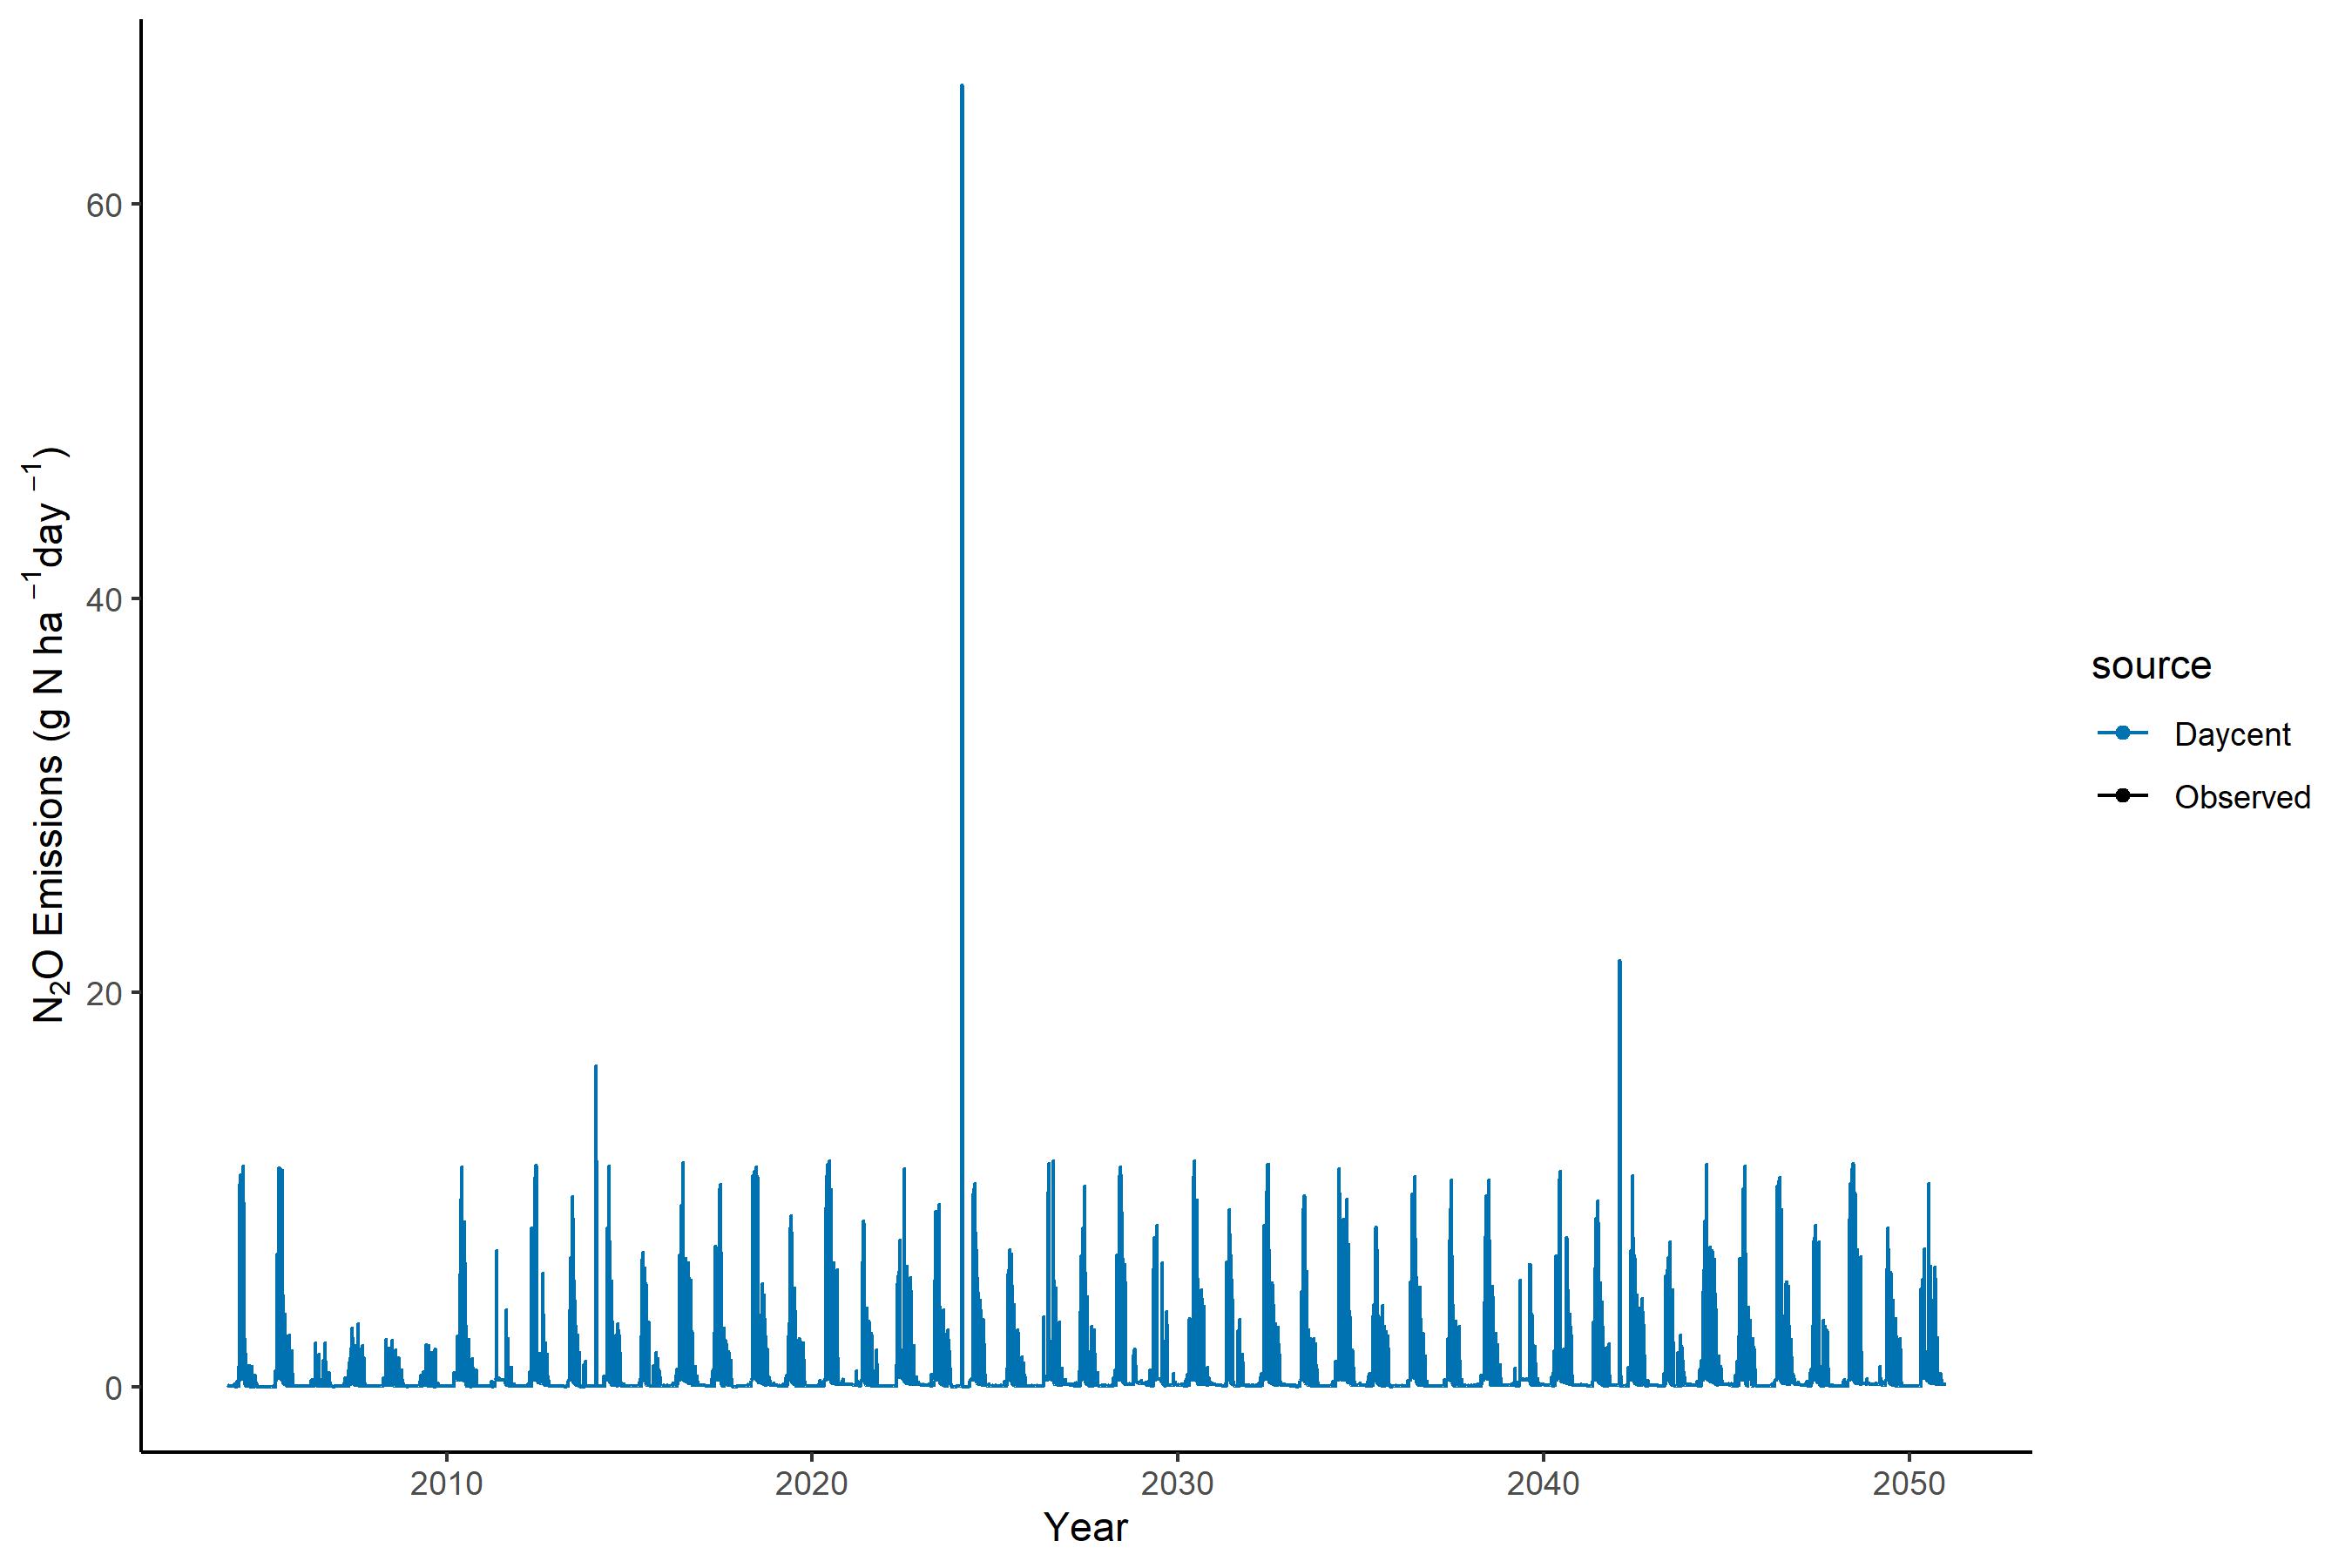 60
40
20
0
N₂O Emissions (g N ha ⁻¹day ⁻¹)
2010 2020 2030 2040 2050
Year
source
Daycent
Observed